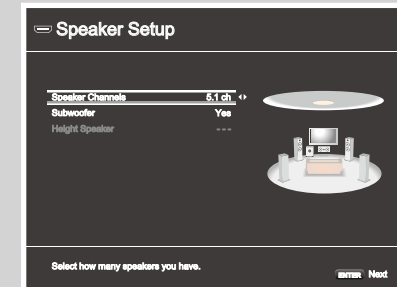 Speaker Setup
Speaker Channels 5.1 ch
Subwoofer Yes
Height Speaker ---
Select how many speakers you have.
ENTER Next